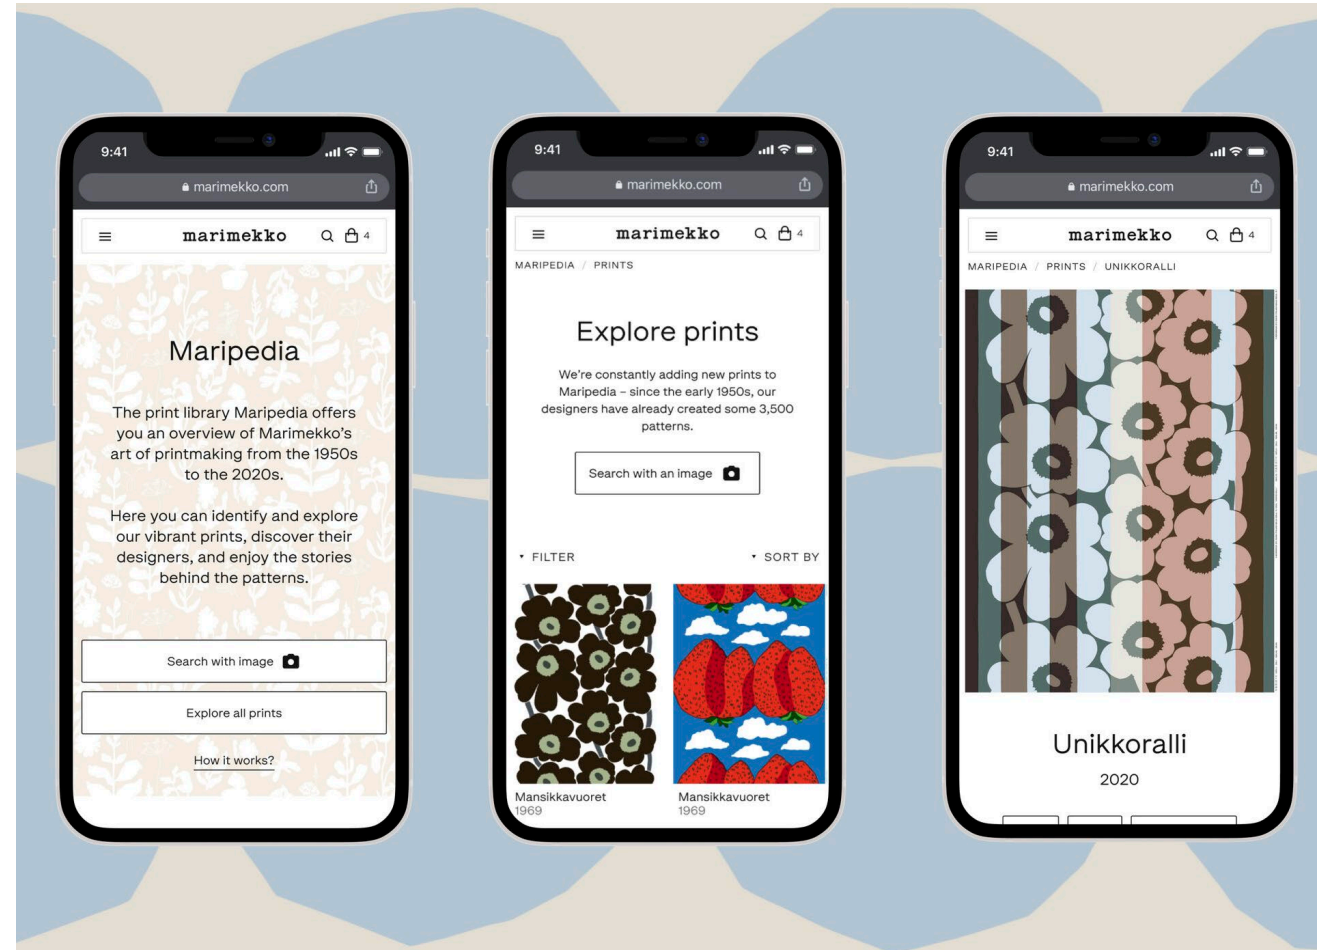 9:41
marimekko.com
marimekko
4
Maripedia
The print library Maripedia offers
you an overview of Marimekko's
art of printmaking from the 1950s
to the 2020s.
Here you can identify and explore
our vibrant prints, discover their
designers, and enjoy the stories
behind the patterns.
Search with image
Explore all prints
How it works?
9:41
marimekko.com
marimekko
4
MARIPEDIA / PRINTS
Explore prints
We're constantly adding new prints to
Maripedia – since the early 1950s, our
designers have already created some 3,500
patterns.
Search with an image
FILTER
SORT BY
Mansikkavuoret
1969
Mansikkavuoret
1969
9:41
marimekko.com
marimekko
4
MARIPEDIA / PRINTS / UNIKKORALLI
Unikkoralli
2020